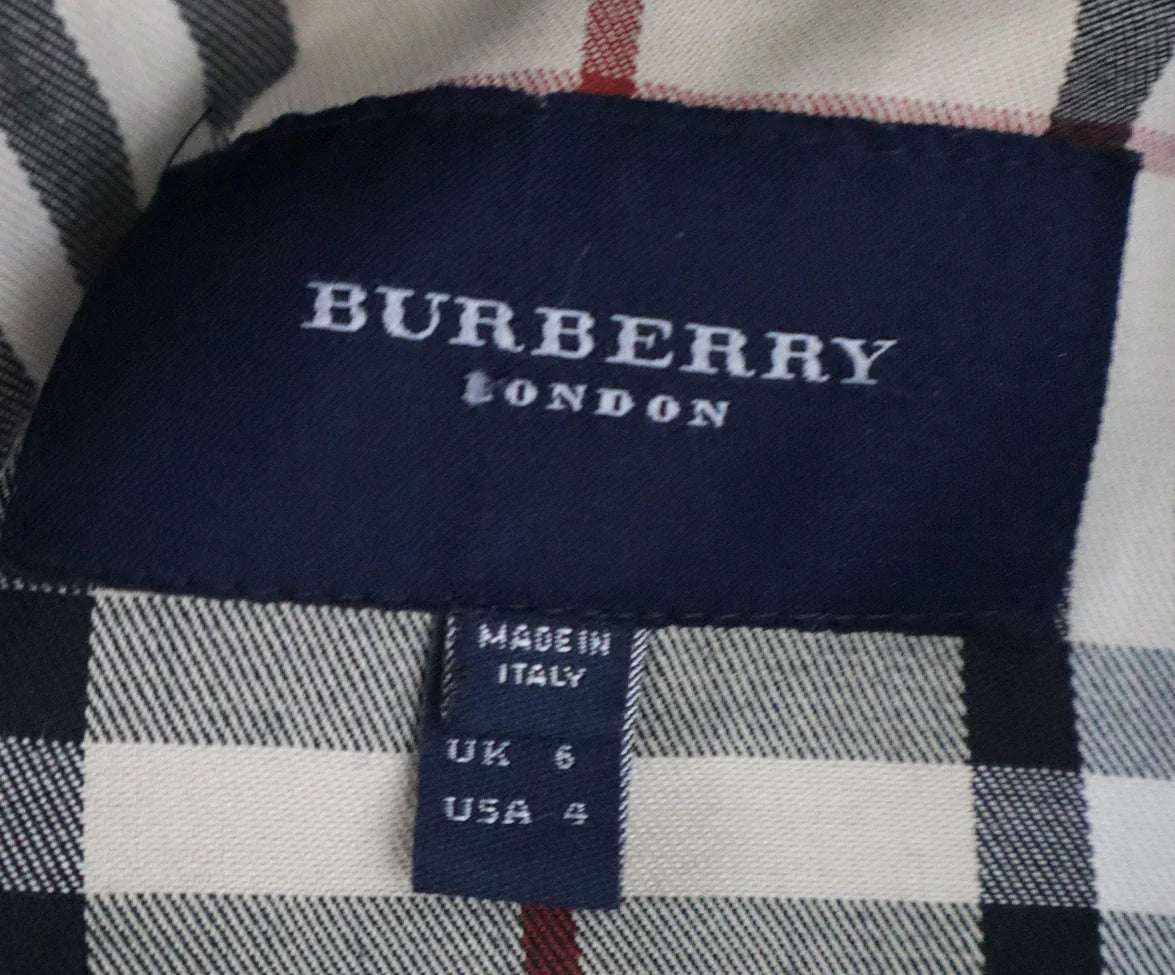 BURBERRY
LONDON
MADE IN
ITALY
UK 6
USA 4